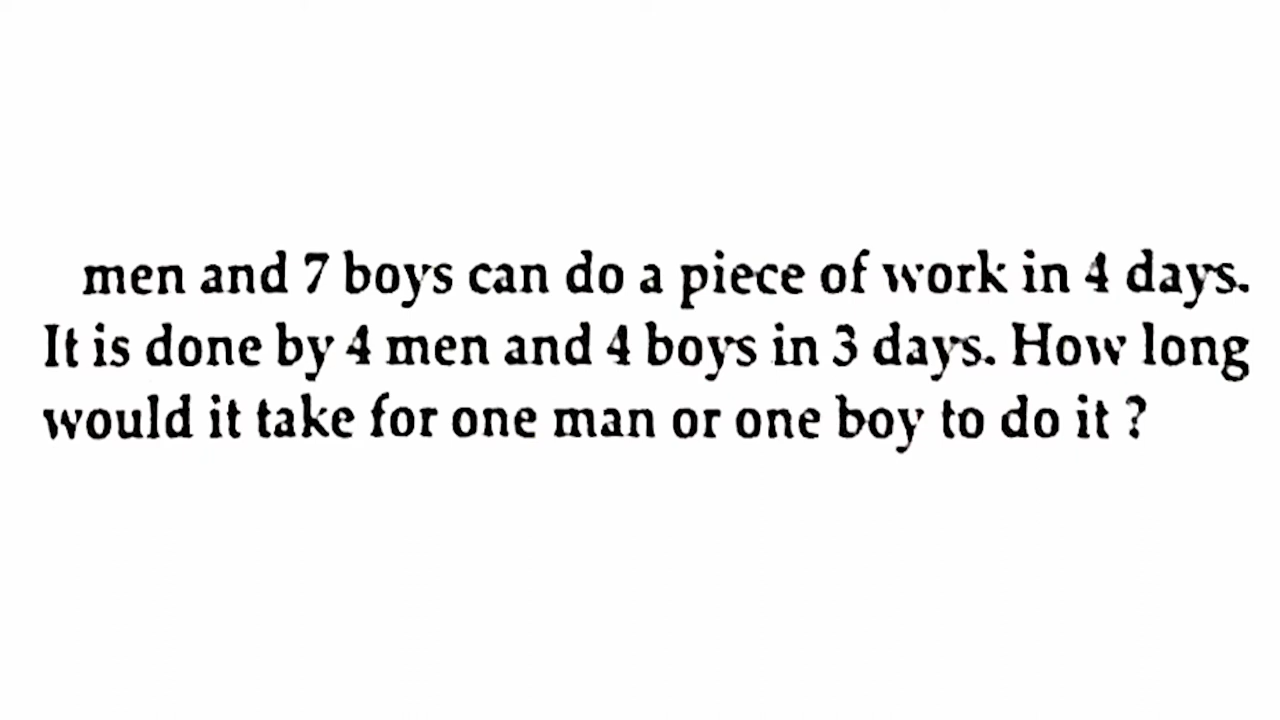 men and 7 boys can do a piece of work in 4 days.
It is done by 4 men and 4 boys in 3 days. How long
would it take for one man or one boy to do it ?